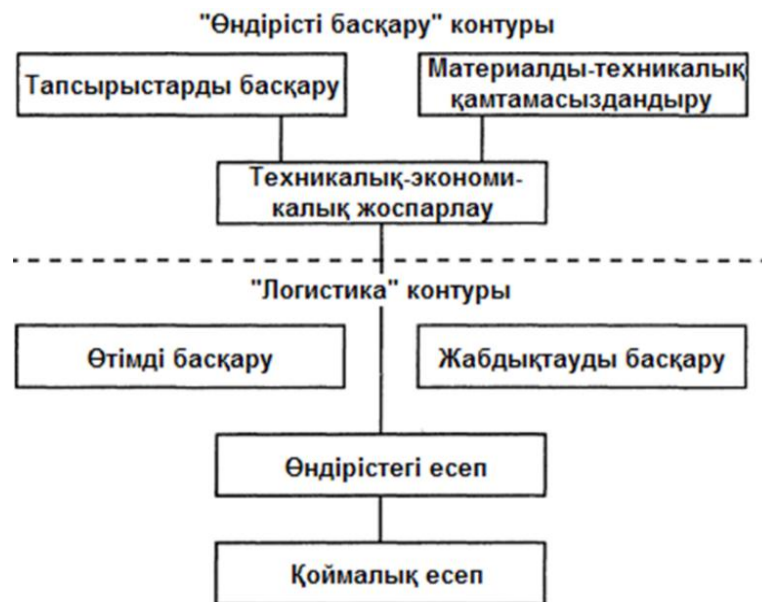 "Өндірісті басқару" контуры
Тапсырыстарды басқару
Материалды-техникалық
қамтамасыздандыру
Техникалық-экономи-
калық жоспарлау
"Логистика" контуры
Өтімді басқару
Жабдықтауды басқару
Өндірістегі есеп
Қоймалық есеп